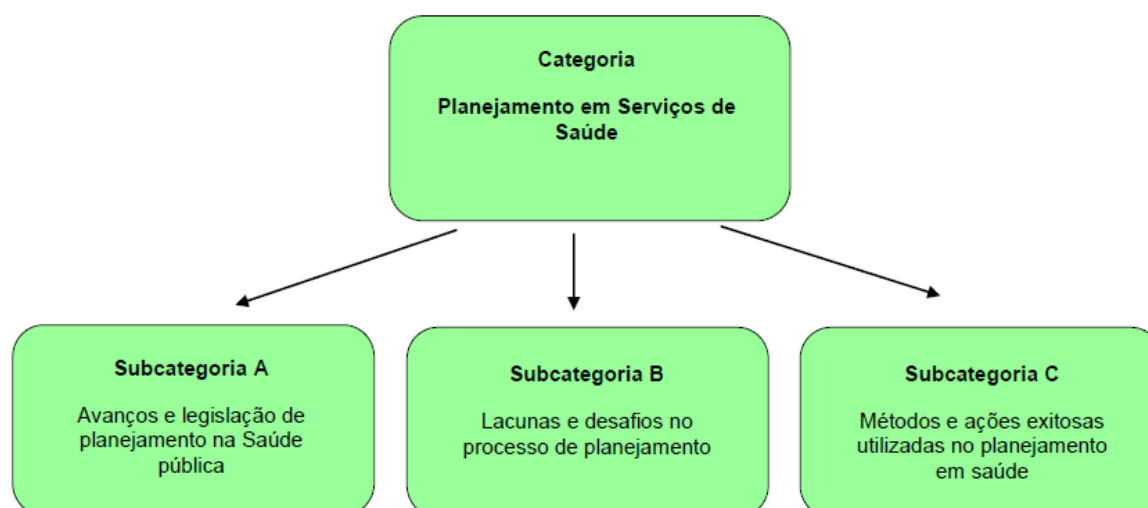 Categoria
Planejamento em Serviços de
Saúde
Subcategoria A
Avanços e legislação de
planejamento na Saúde
pública
Subcategoria B
Lacunas e desafios no
processo de planejamento
Subcategoria C
Métodos e ações exitosas
utilizadas no planejamento
em saúde